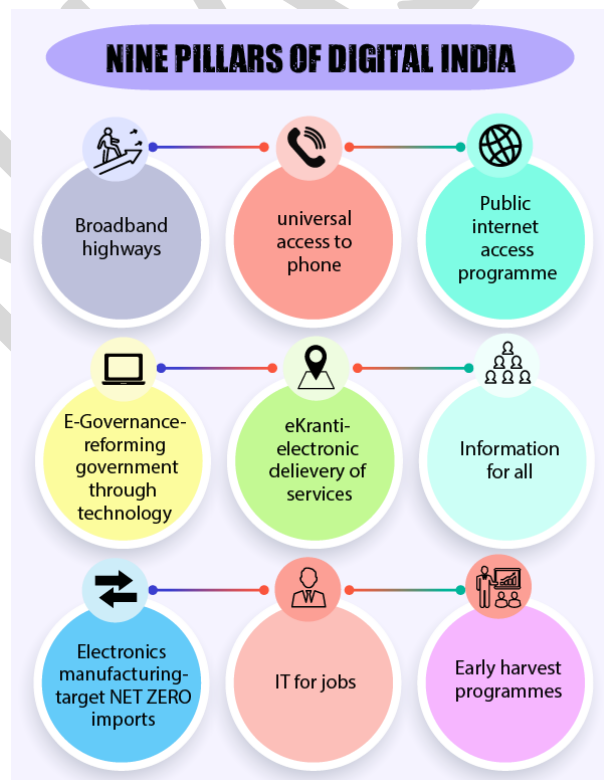 NINE PILLARS OF DIGITAL INDIA
Broadband
highways
universal
access to
phone
Public
internet
access
programme
E-Governance-
reforming
government
through
technology
eKranti-
electronic
delievery of
services
Information
for all
Electronics
manufacturing-
target NET ZERO
imports
IT for jobs
Early harvest
programmes